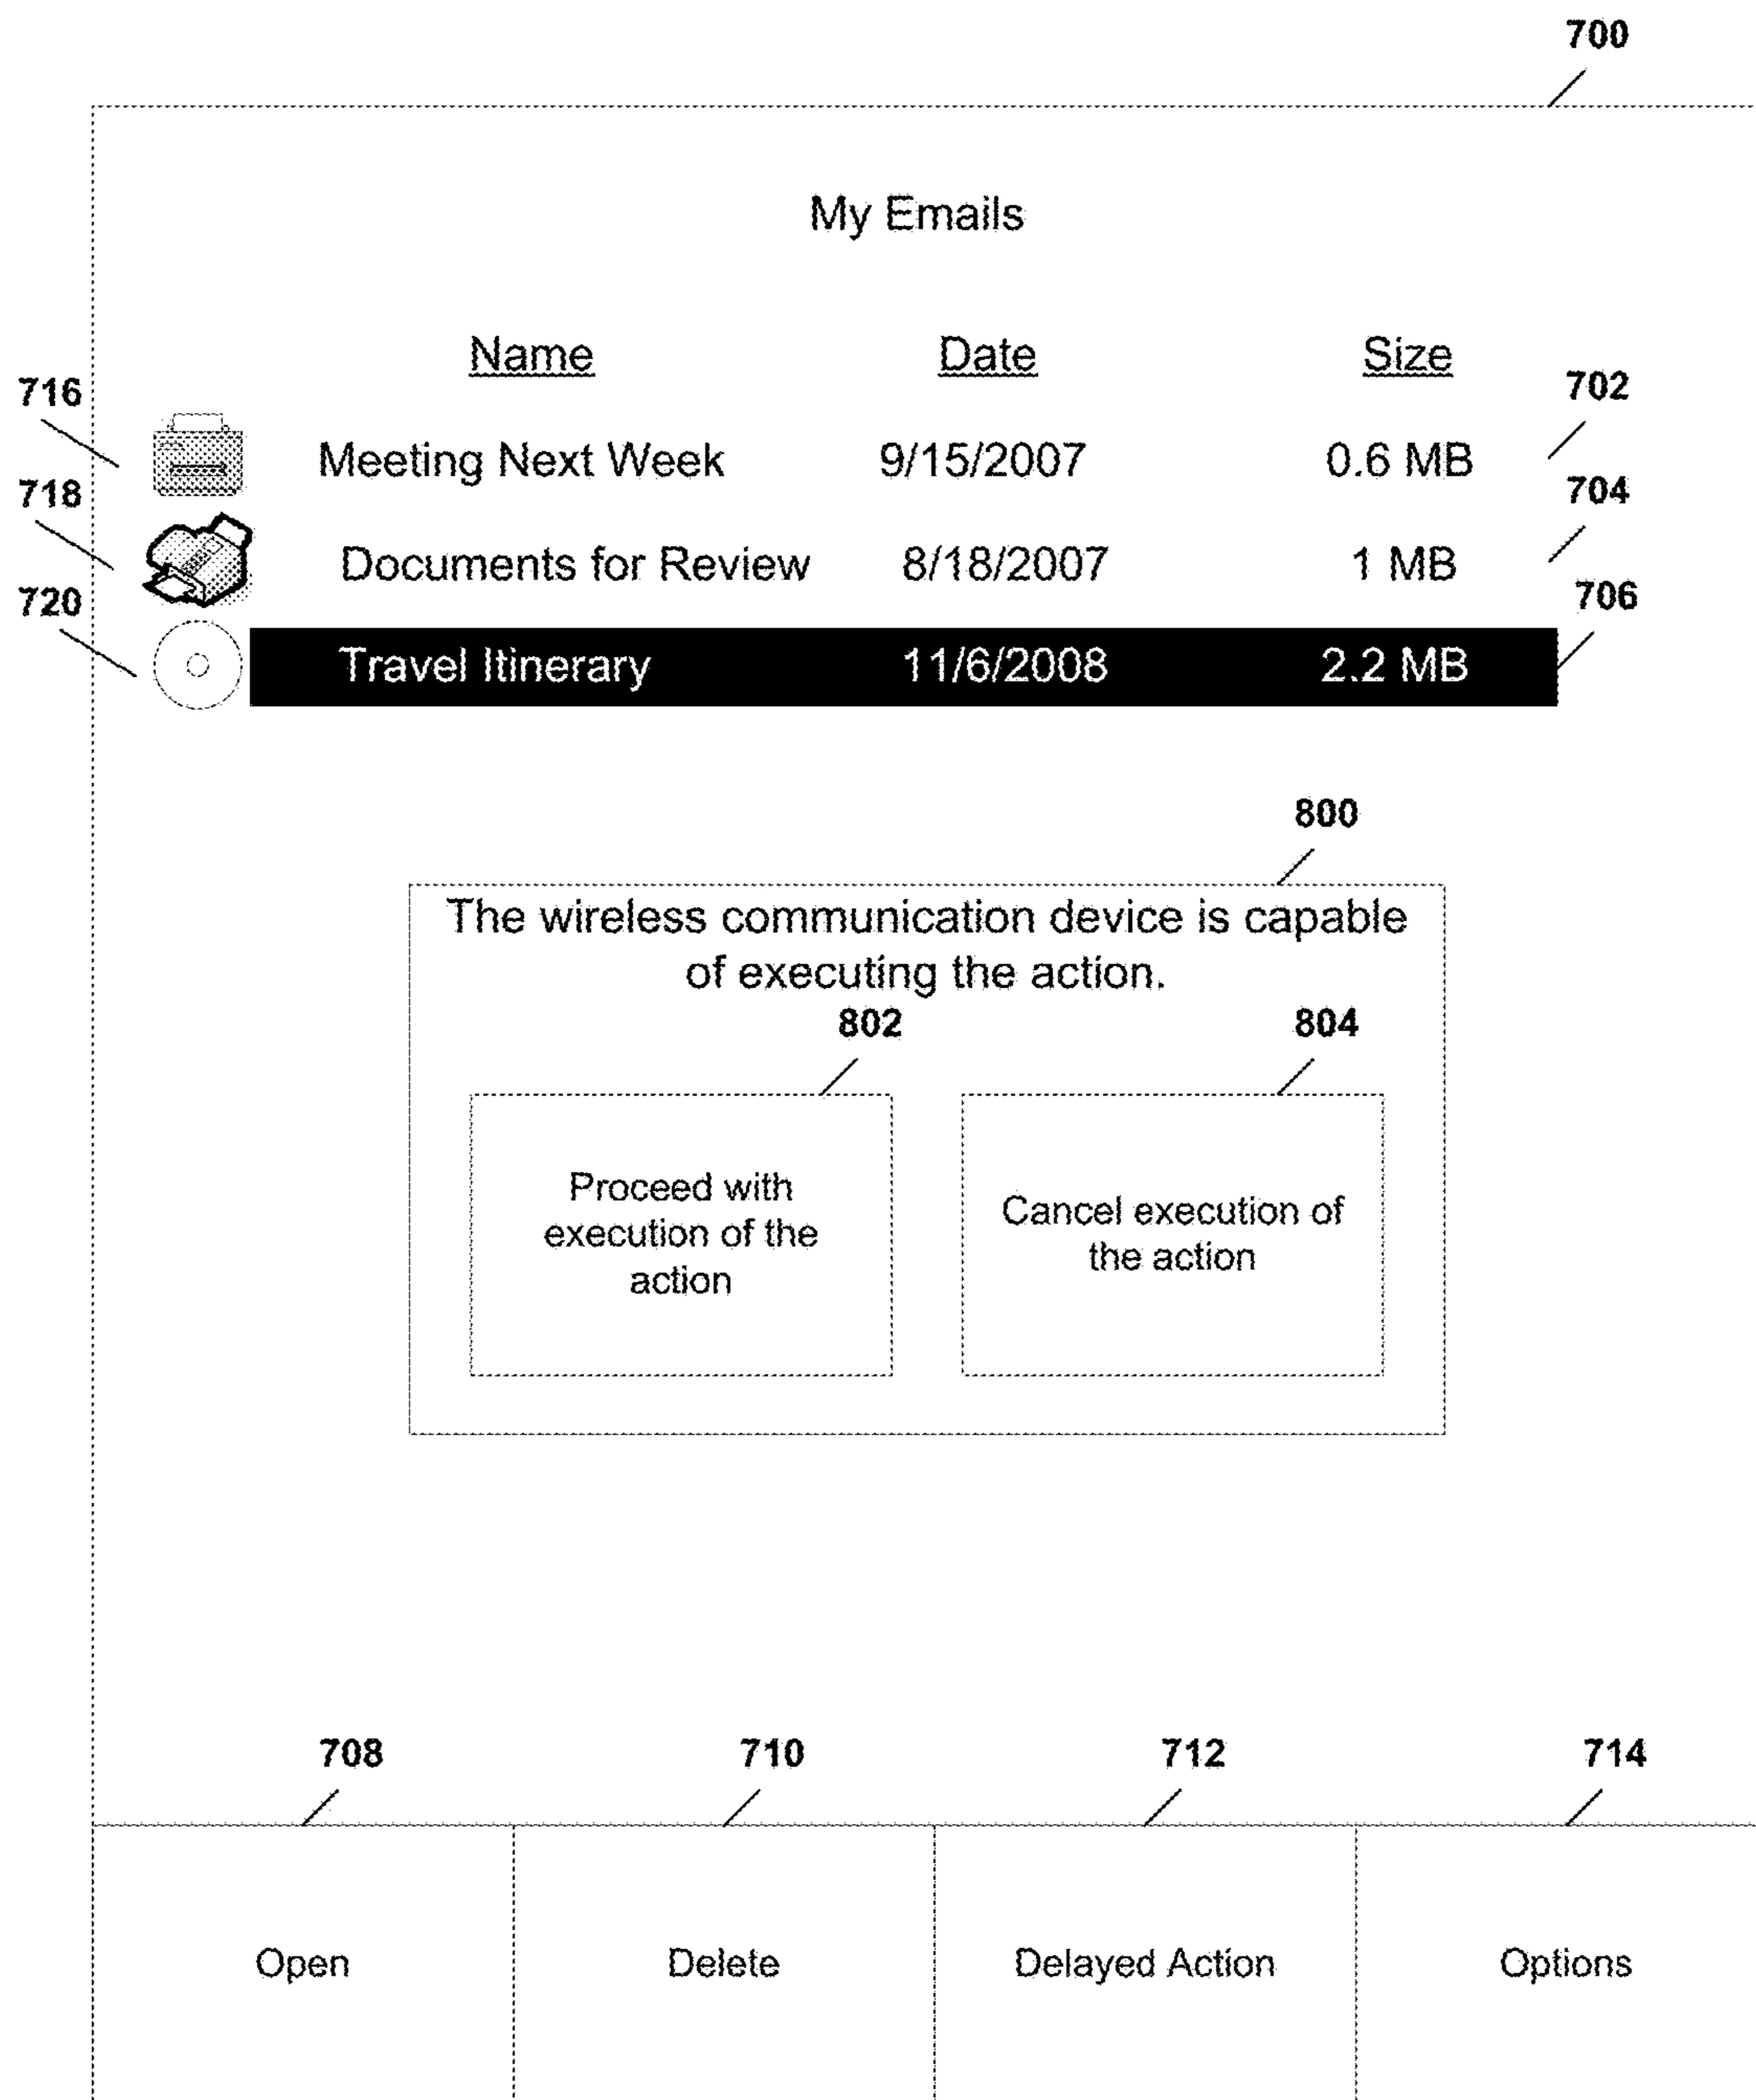 700
My Emails
Name Date Size
716 702
Meeting Next Week 9/15/2007 0.6 MB
718 704
Documents for Review 8/18/2007 1 MB
720 706
Travel Itinerary 11/6/2008 2.2 MB
800
The wireless communication device is capable
of executing the action.
802 804
Proceed with
execution of the
action
Cancel execution of
the action
708 710 712 714
Open Delete Delayed Action Options